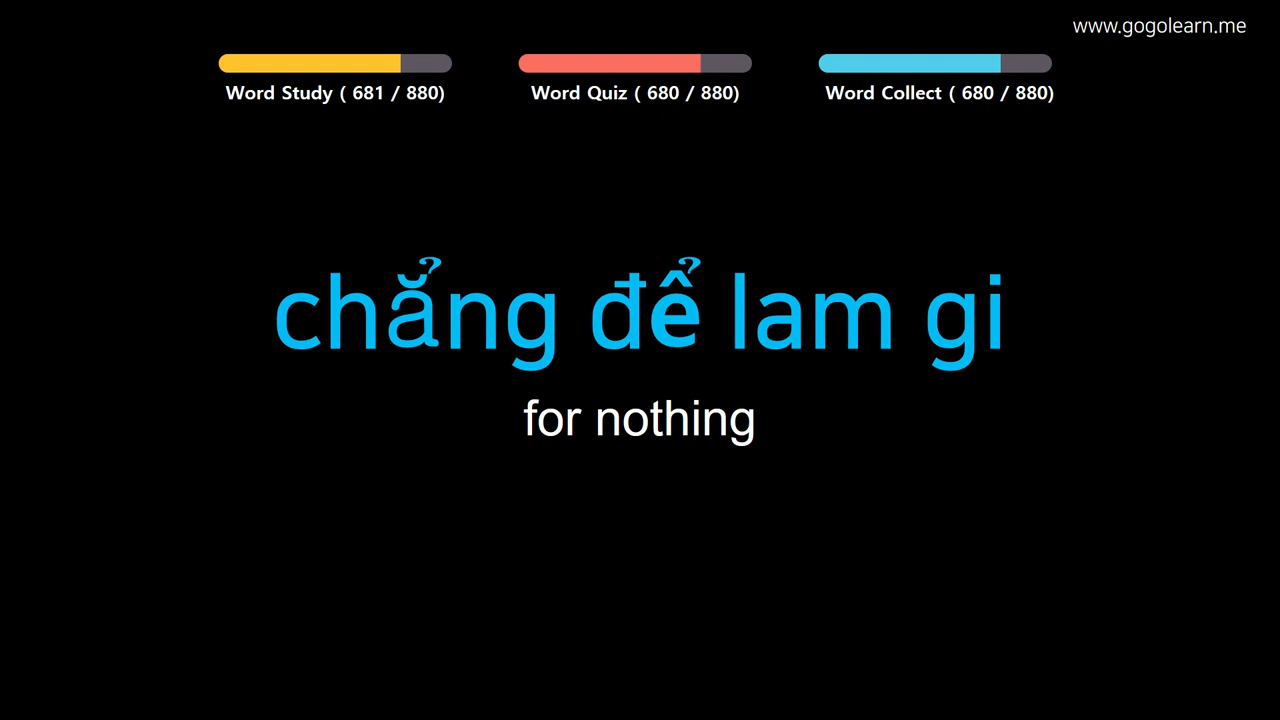 www.gogolearn.me
Word Study ( 681 / 880)
Word Quiz ( 680 / 880)
Word Collect ( 680 / 880)
chẳng để lam gi
for nothing